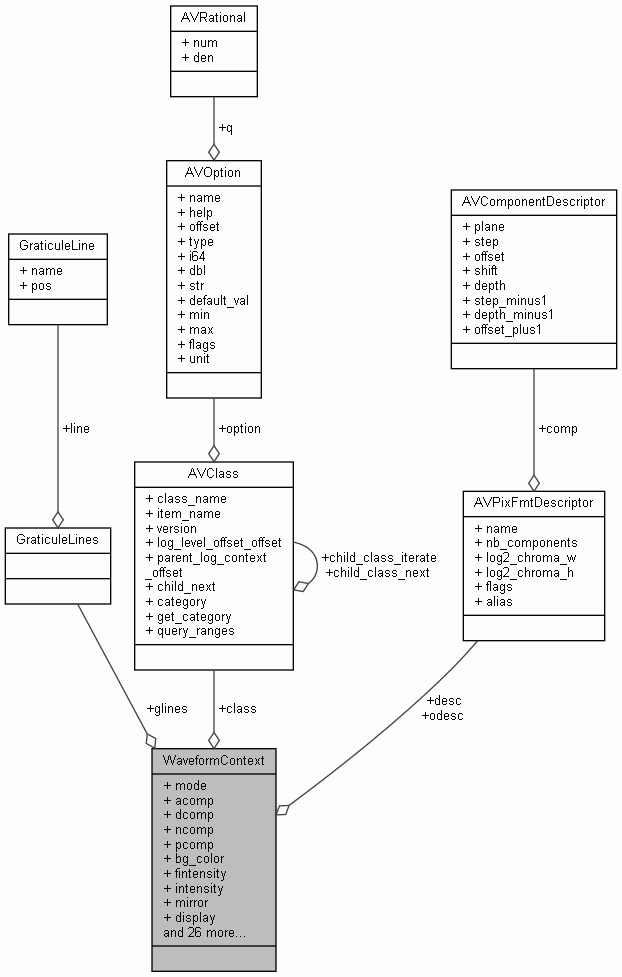 AVRational
+ num
+ den
+q
AVOption
+ name
+ help
+ offset
+ type
+ i64
+ dbl
+ str
+ default_val
+ min
+ max
+ flags
+ unit
AVComponentDescriptor
+ plane
+ step
+ offset
+ shift
+ depth
+ step_minus1
+ depth_minus1
+ offset_plus1
GraticuleLine
+ name
+ pos
+line
+option
+comp
AVClass
+ class_name
+ item_name
+ version
+ log_level_offset_offset
+ parent_log_context
_offset
+ child_next
+ category
+ get_category
+ query_ranges
+child_class_iterate
+child_class_next
AVPixFmtDescriptor
+ name
+ nb_components
+ log2_chroma_w
+ log2_chroma_h
+ flags
+ alias
GraticuleLines
+glines
+class
+desc
+odesc
WaveformContext
+ mode
+ acomp
+ dcomp
+ ncomp
+ pcomp
+ bg_color
+ fintensity
+ intensity
+ mirror
+ display
and 26 more...